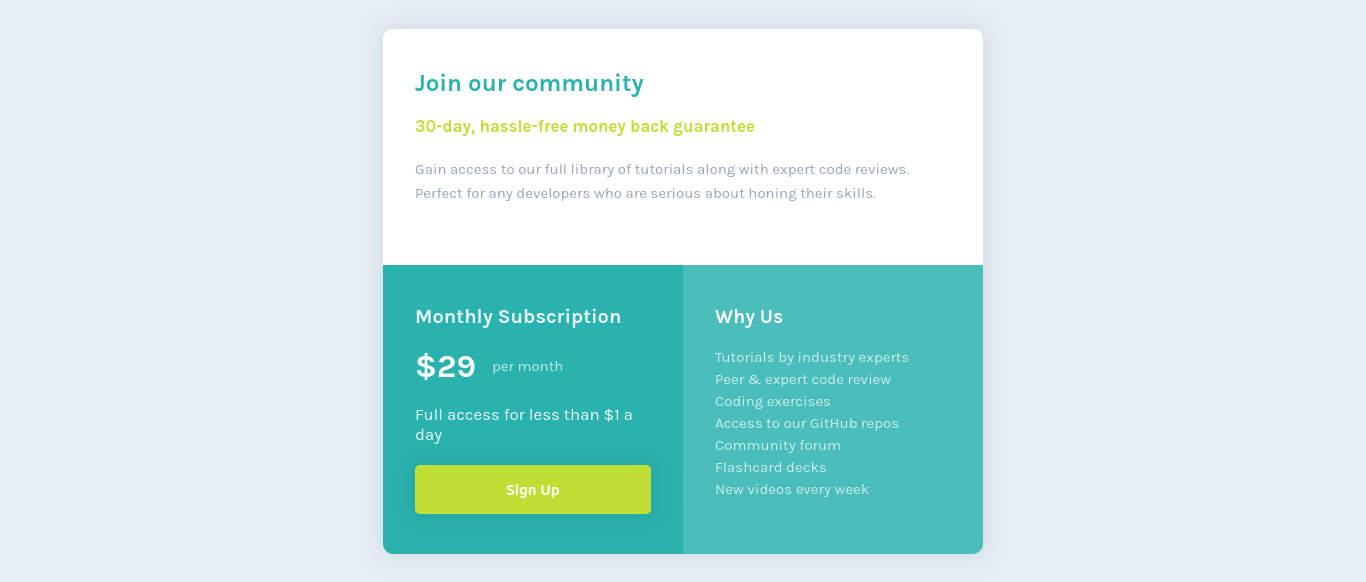 Join our community
30-day, hassle-free money back guarantee
Gain access to our full library of tutorials along with expert code reviews.
Perfect for any developers who are serious about honing their skills.
Monthly Subscription
$29 per month
Full access for less than $1 a
day
Sign Up
Why Us
Tutorials by industry experts
Peer & expert code review
Coding exercises
Access to our GitHub repos
Community forum
Flashcard decks
New videos every week